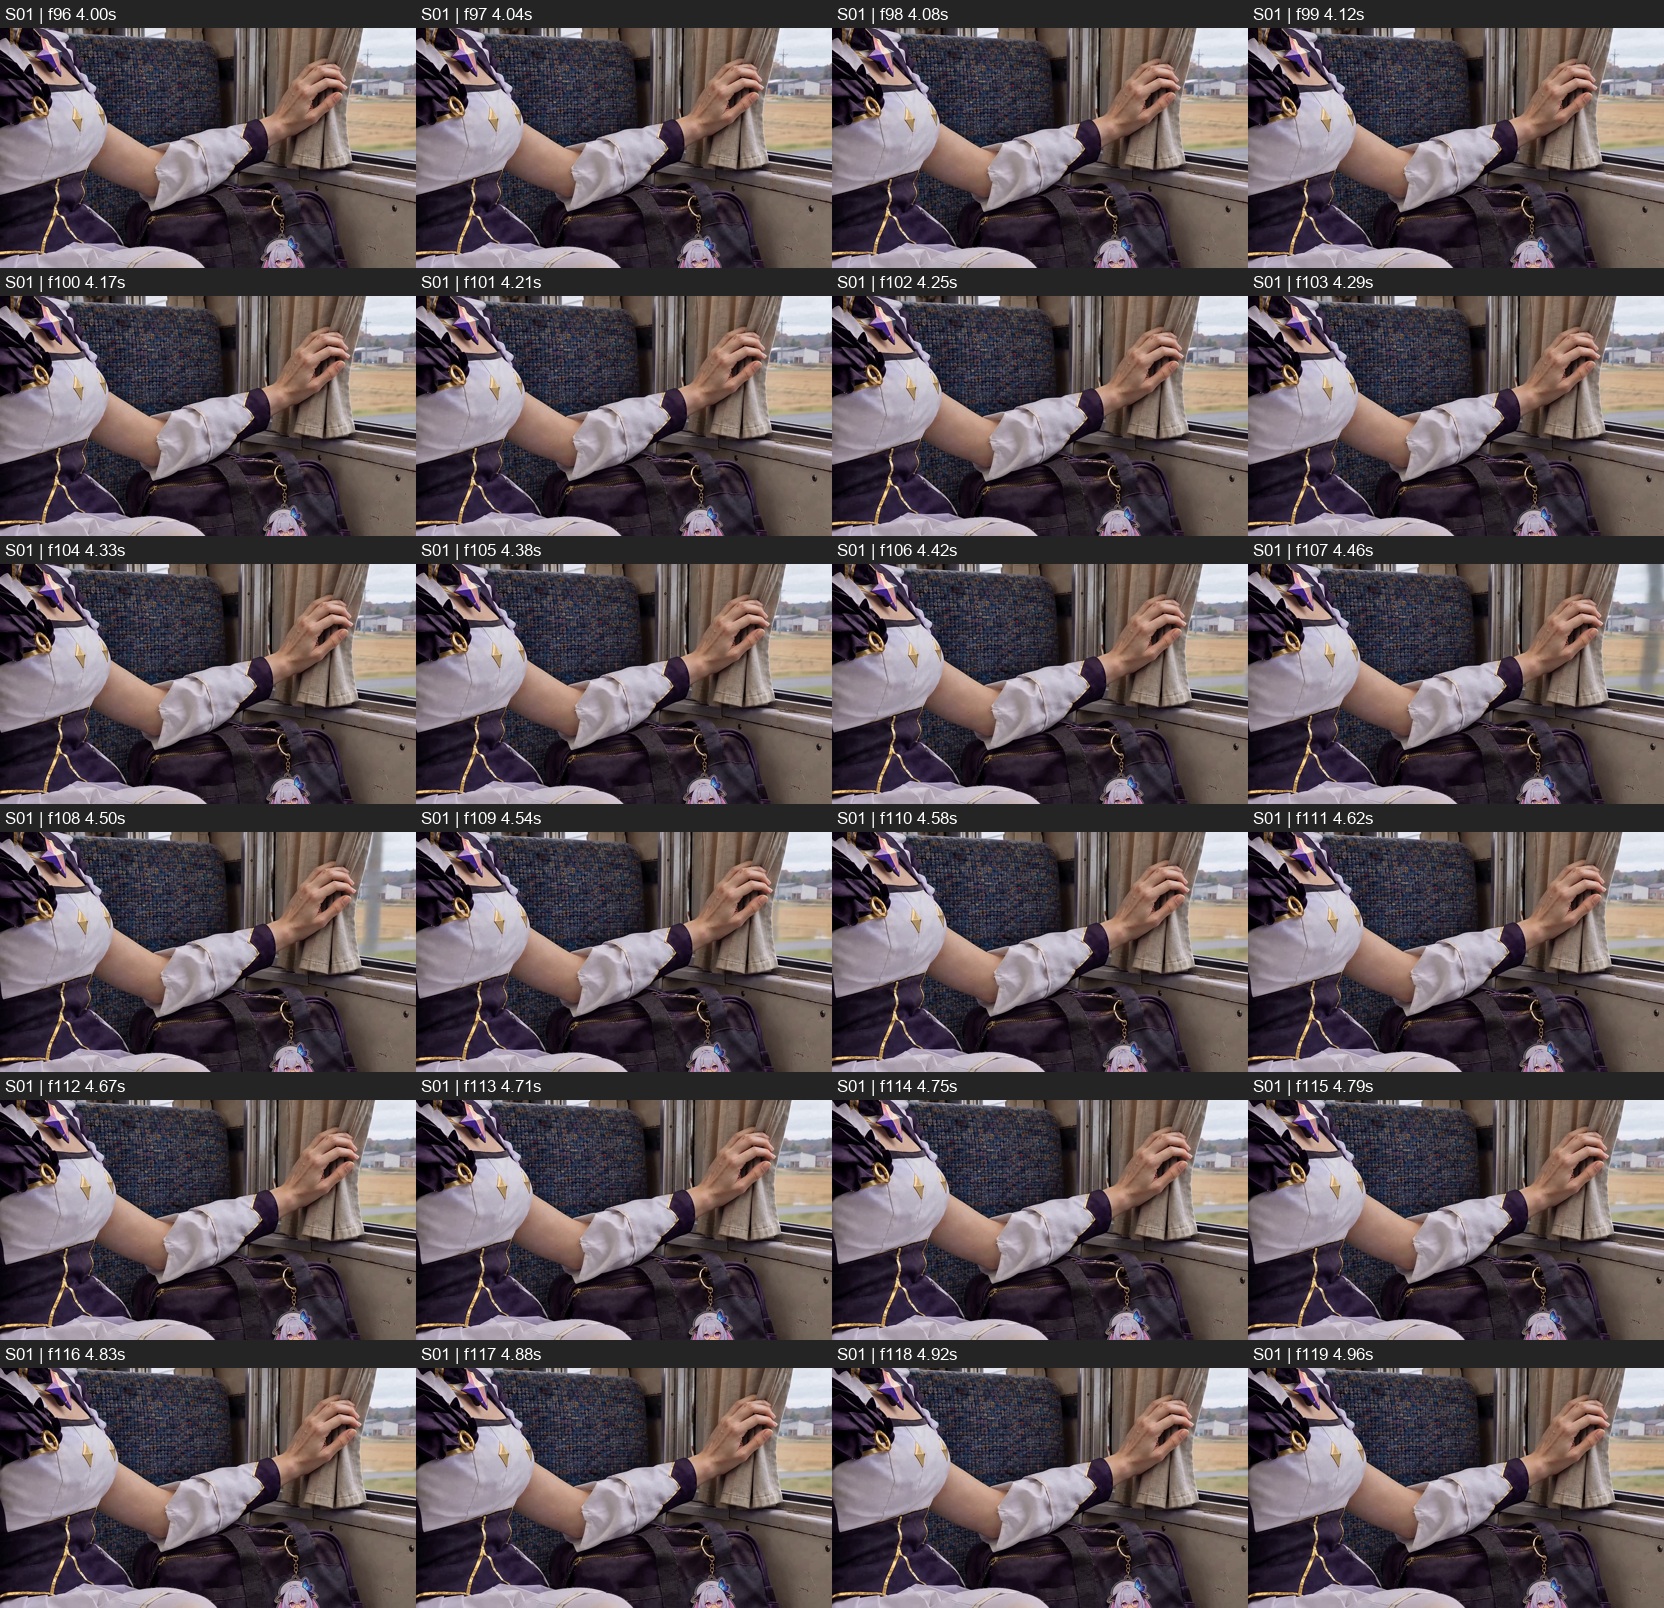 S01 | f96 4.00s
S01 | f97 4.04s
S01 | f98 4.08s
S01 | f99 4.12s
S01 | f100 4.17s
S01 | f101 4.21s
S01 | f102 4.25s
S01 | f103 4.29s
S01 | f104 4.33s
S01 | f105 4.38s
S01 | f106 4.42s
S01 | f107 4.46s
S01 | f108 4.50s
S01 | f109 4.54s
S01 | f110 4.58s
S01 | f111 4.62s
S01 | f112 4.67s
S01 | f113 4.71s
S01 | f114 4.75s
S01 | f115 4.79s
S01 | f116 4.83s
S01 | f117 4.88s
S01 | f118 4.92s
S01 | f119 4.96s